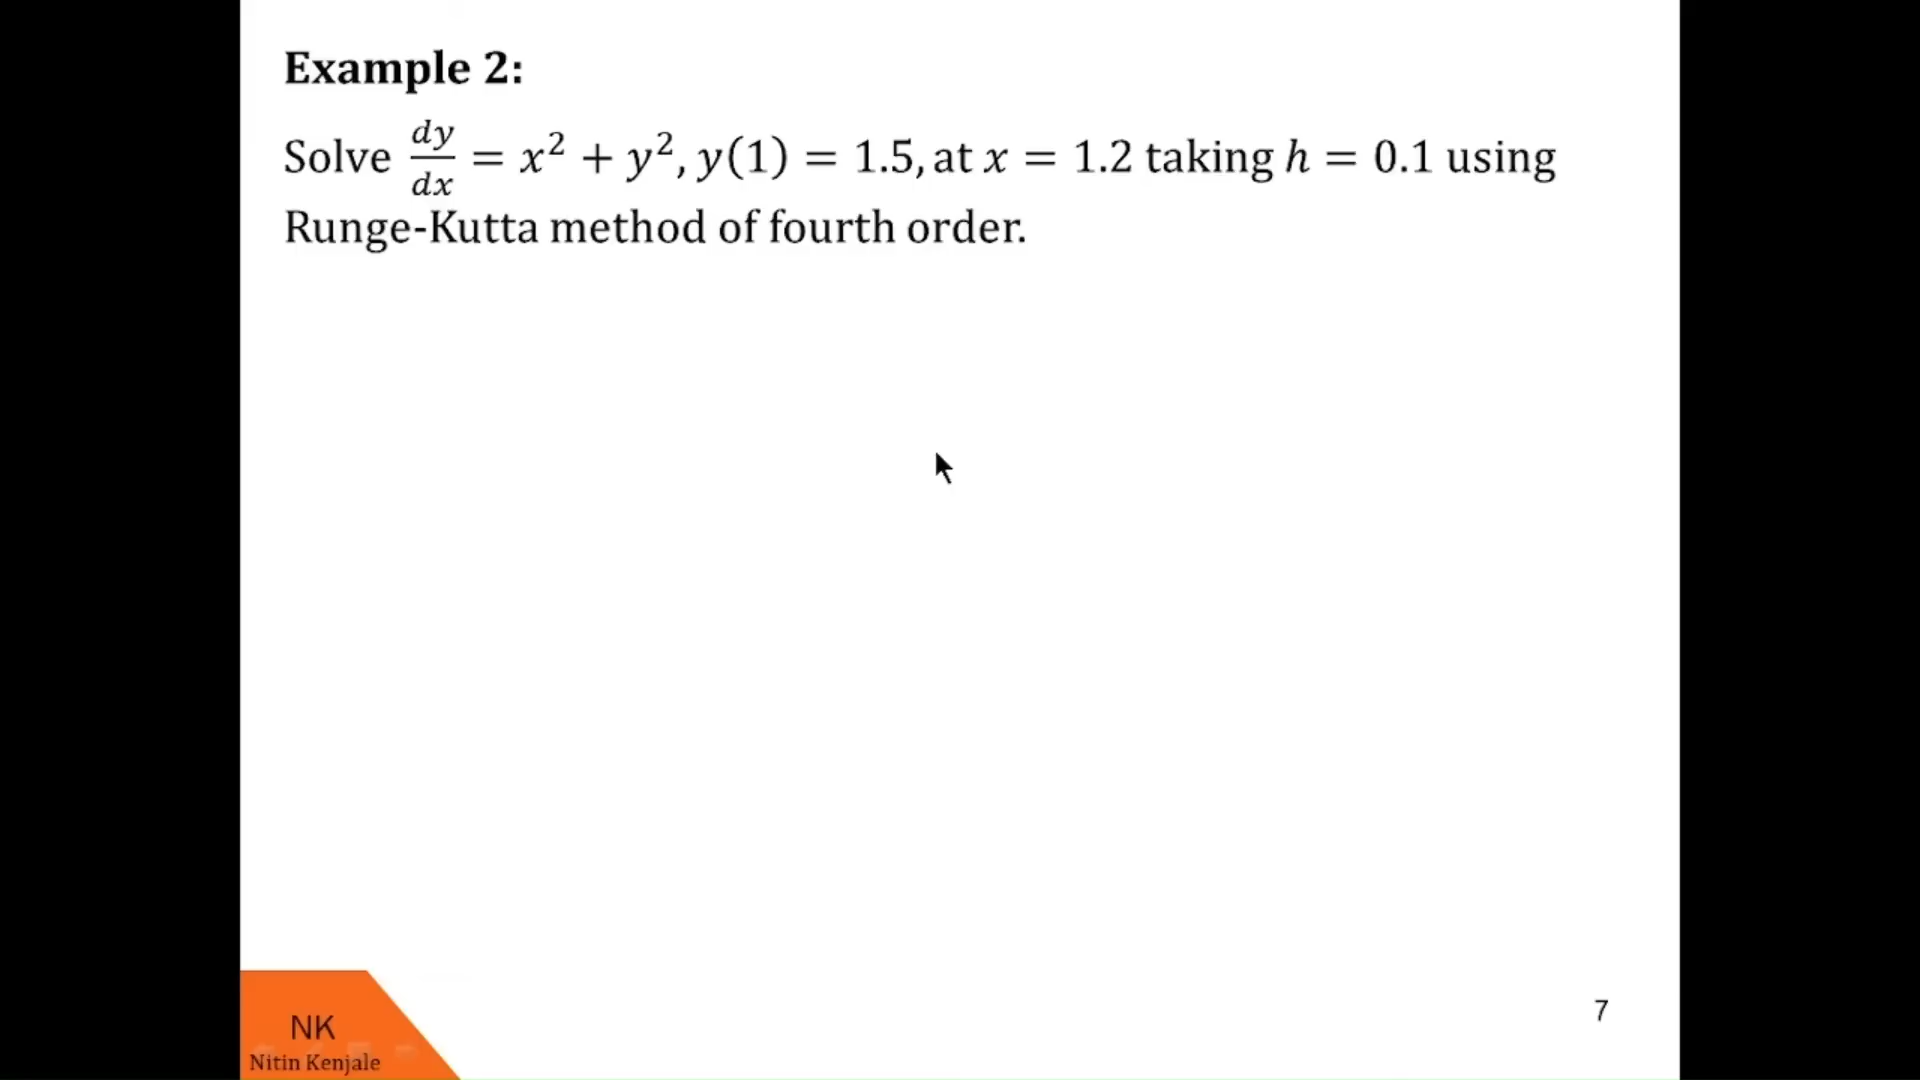 Example 2:
Solve dy/dx = x² + y², y(1) = 1.5, at x = 1.2 taking h = 0.1 using
Runge-Kutta method of fourth order.
NK
Nitin Kenjale
7